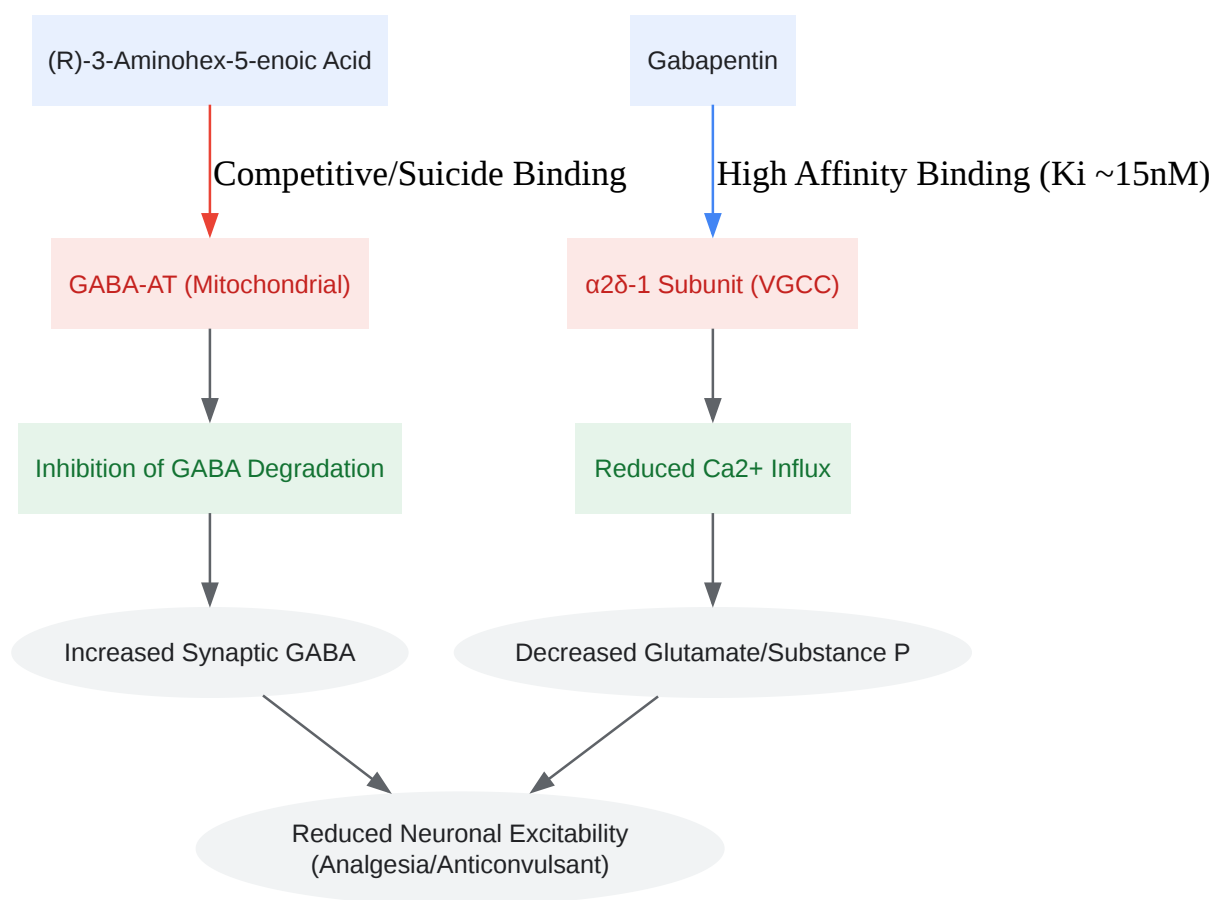 (R)-3-Aminohex-5-enoic Acid
Gabapentin
Competitive/Suicide Binding
High Affinity Binding (Ki ~15nM)
GABA-AT (Mitochondrial)
α2δ-1 Subunit (VGCC)
Inhibition of GABA Degradation
Reduced Ca2+ Influx
Increased Synaptic GABA
Decreased Glutamate/Substance P
Reduced Neuronal Excitability
(Analgesia/Anticonvulsant)